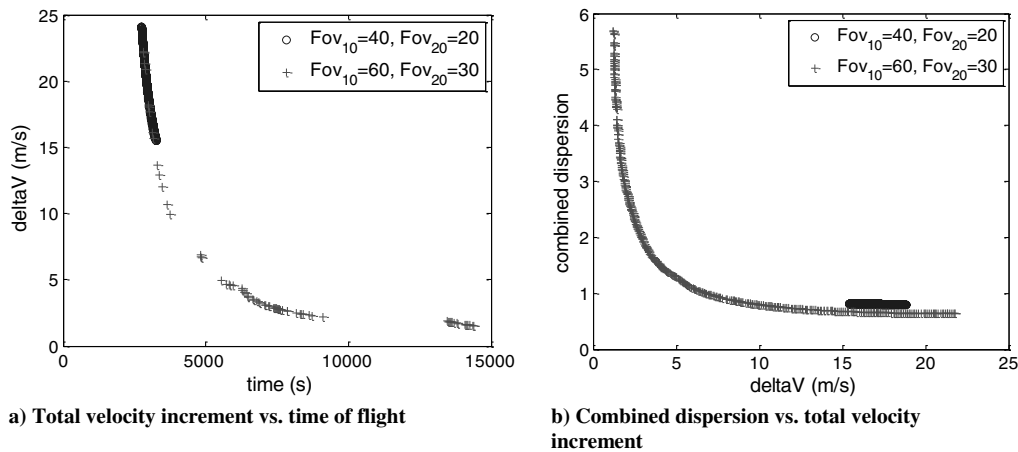 25
20
15
10
5
0
0
5000
10000
15000
deltaV (m/s)
time (s)
Fov10=40, Fov20=20
Fov10=60, Fov20=30
a) Total velocity increment vs. time of flight
6
5
4
3
2
1
0
0
5
10
15
20
25
combined dispersion
deltaV (m/s)
Fov10=40, Fov20=20
Fov10=60, Fov20=30
b) Combined dispersion vs. total velocity
increment